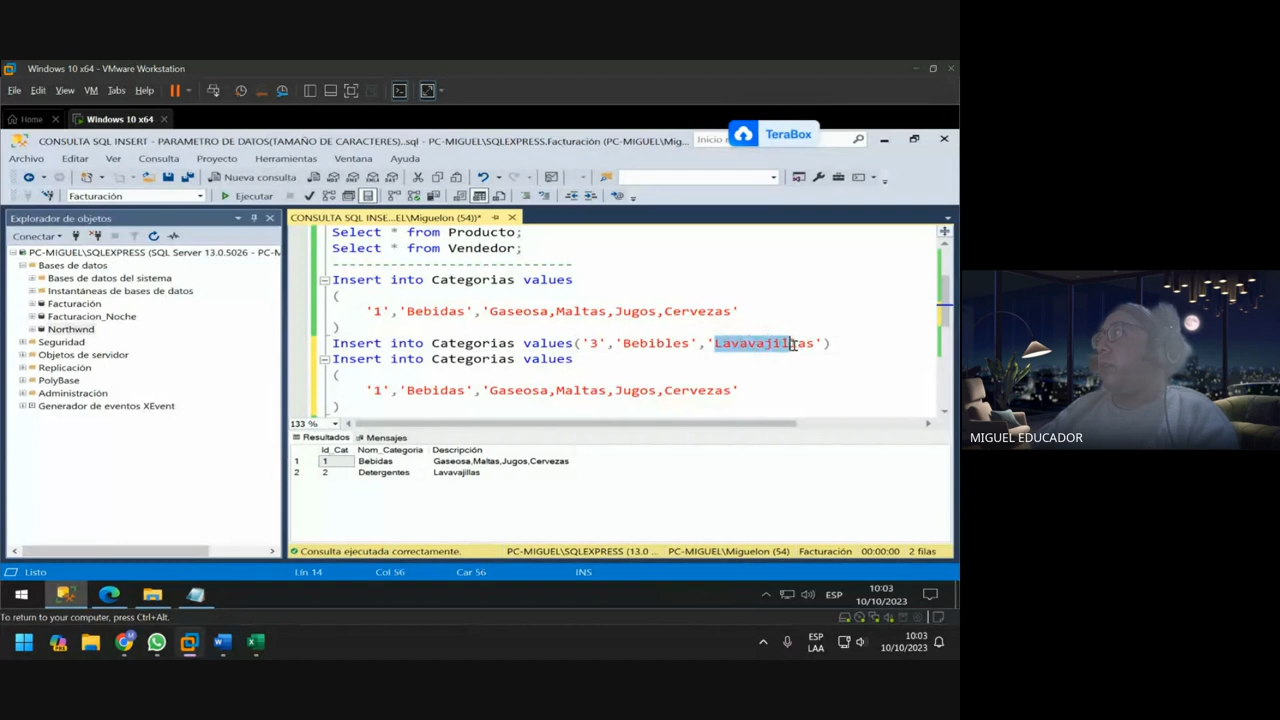 Windows 10 x64 - VMware Workstation
File Edit View VM Tabs Help
Home Windows 10 x64
CONSULTA SQL INSERT - PARAMETRO DE DATOS(TAMAÑO DE CARACTERES)..sql - PC-MIGUEL\SQLEXPRESS.Facturación (PC-MIGUEL\Mig... Inicio
TeraBox
Archivo Editar Ver Consulta Proyecto Herramientas Ventana Ayuda
Nueva consulta
Facturación Ejecutar
Explorador de objetos
Conectar
PC-MIGUEL\SQLEXPRESS (SQL Server 13.0.5026 - PC-M
Bases de datos
Bases de datos del sistema
Instantáneas de bases de datos
Facturación
Facturacion_Noche
Northwnd
Seguridad
Objetos de servidor
Replicación
PolyBase
Administración
Generador de eventos XEvent
CONSULTA SQL INSE...EL\Miguelon (54))*
Select * from Producto;
Select * from Vendedor;
-----------------------------
Insert into Categorias values
(
'1','Bebidas','Gaseosa,Maltas,Jugos,Cervezas'
)
Insert into Categorias values('3','Bebibles','Lavavajillas')
Insert into Categorias values
(
'1','Bebidas','Gaseosa,Maltas,Jugos,Cervezas'
)
133 %
Resultados Mensajes
Id_Cat Nom_Categoria Descripción
1 1 Bebidas Gaseosa,Maltas,Jugos,Cervezas
2 2 Detergentes Lavavajillas
Consulta ejecutada correctamente. PC-MIGUEL\SQLEXPRESS (13.0 ... PC-MIGUEL\Miguelon (54) Facturación 00:00:00 2 filas
Listo Lín 14 Col 56 Car 56 INS
ESP 10:03
10/10/2023
To return to your computer, press Ctrl+Alt.
ESP
LAA
10:03
10/10/2023
MIGUEL EDUCADOR